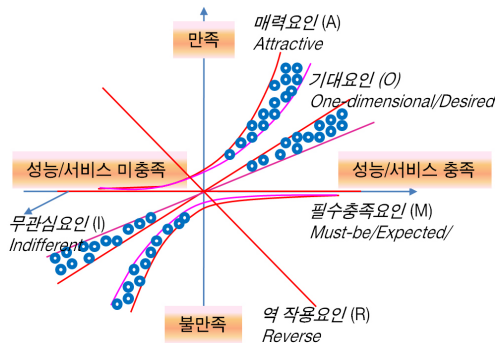 매력요인 (A)
Attractive
만족
기대요인 (O)
One-dimensional/Desired
성능/서비스 미충족
성능/서비스 충족
무관심요인 (I)
Indifferent
필수충족요인 (M)
Must-be/Expected/
불만족
역 작용요인 (R)
Reverse